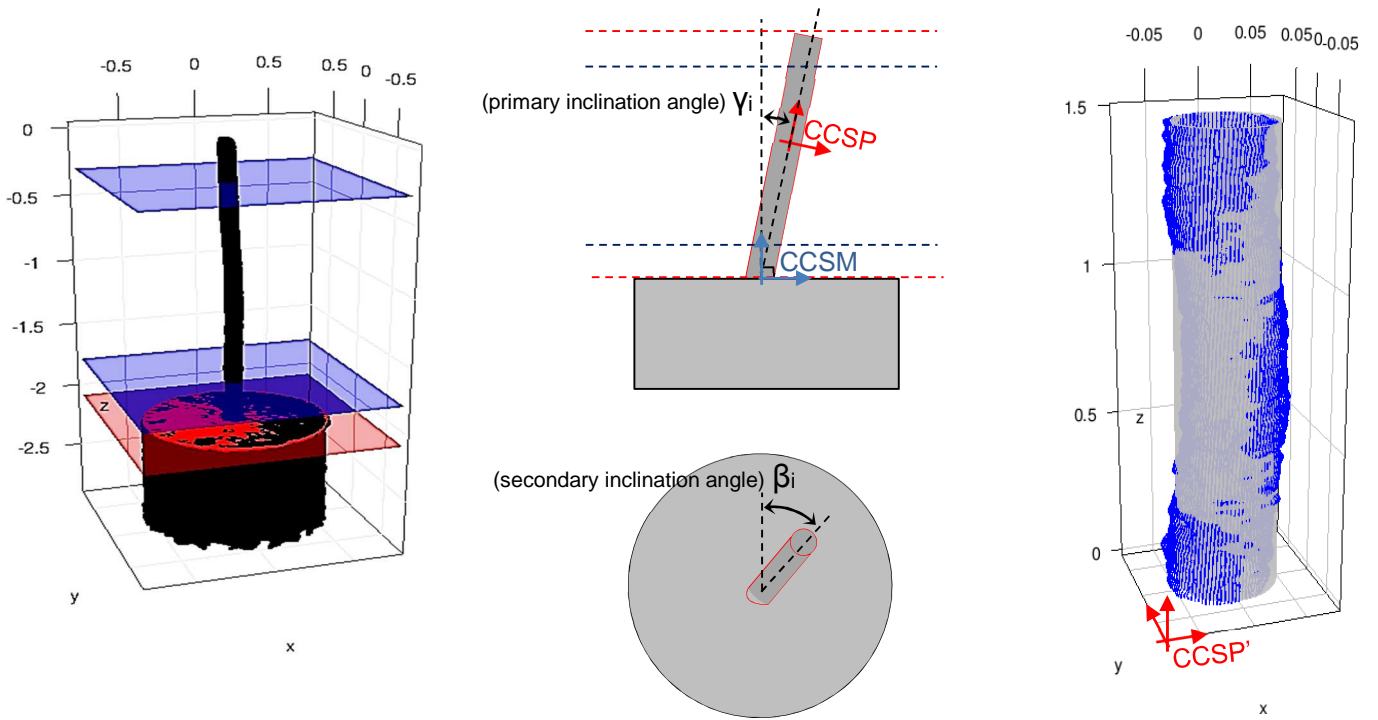 -0.5
0
0.5
0.5
0
-0.5
0
-0.5
-1
-1.5
-2
z
-2.5
y
x
(primary inclination angle) γi
CCSP
CCSM
(secondary inclination angle) βi
-0.05
0
0.05
0.05
0
-0.05
1.5
1
0.5
z
0
CCSP’
y
x